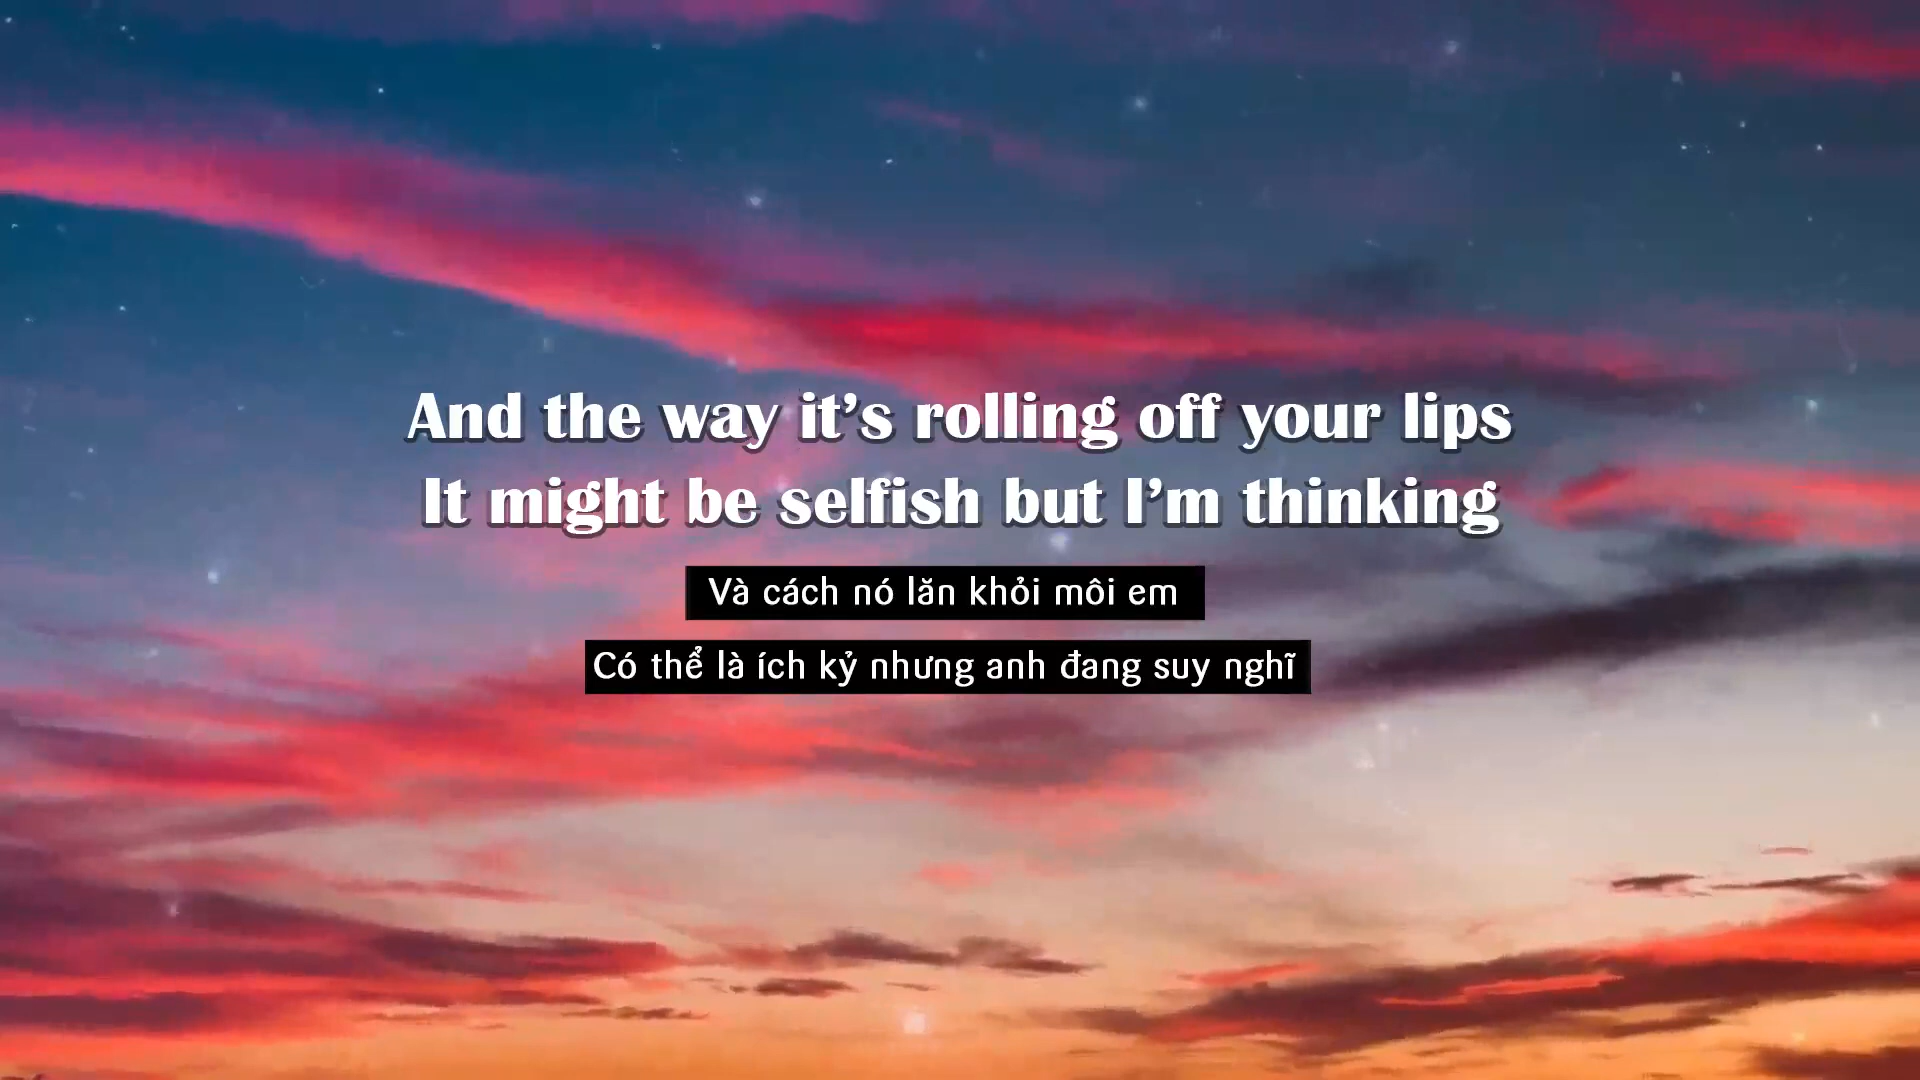 And the way it’s rolling off your lips
It might be selfish but I’m thinking
Và cách nó lăn khỏi môi em
Có thể là ích kỷ nhưng anh đang suy nghĩ